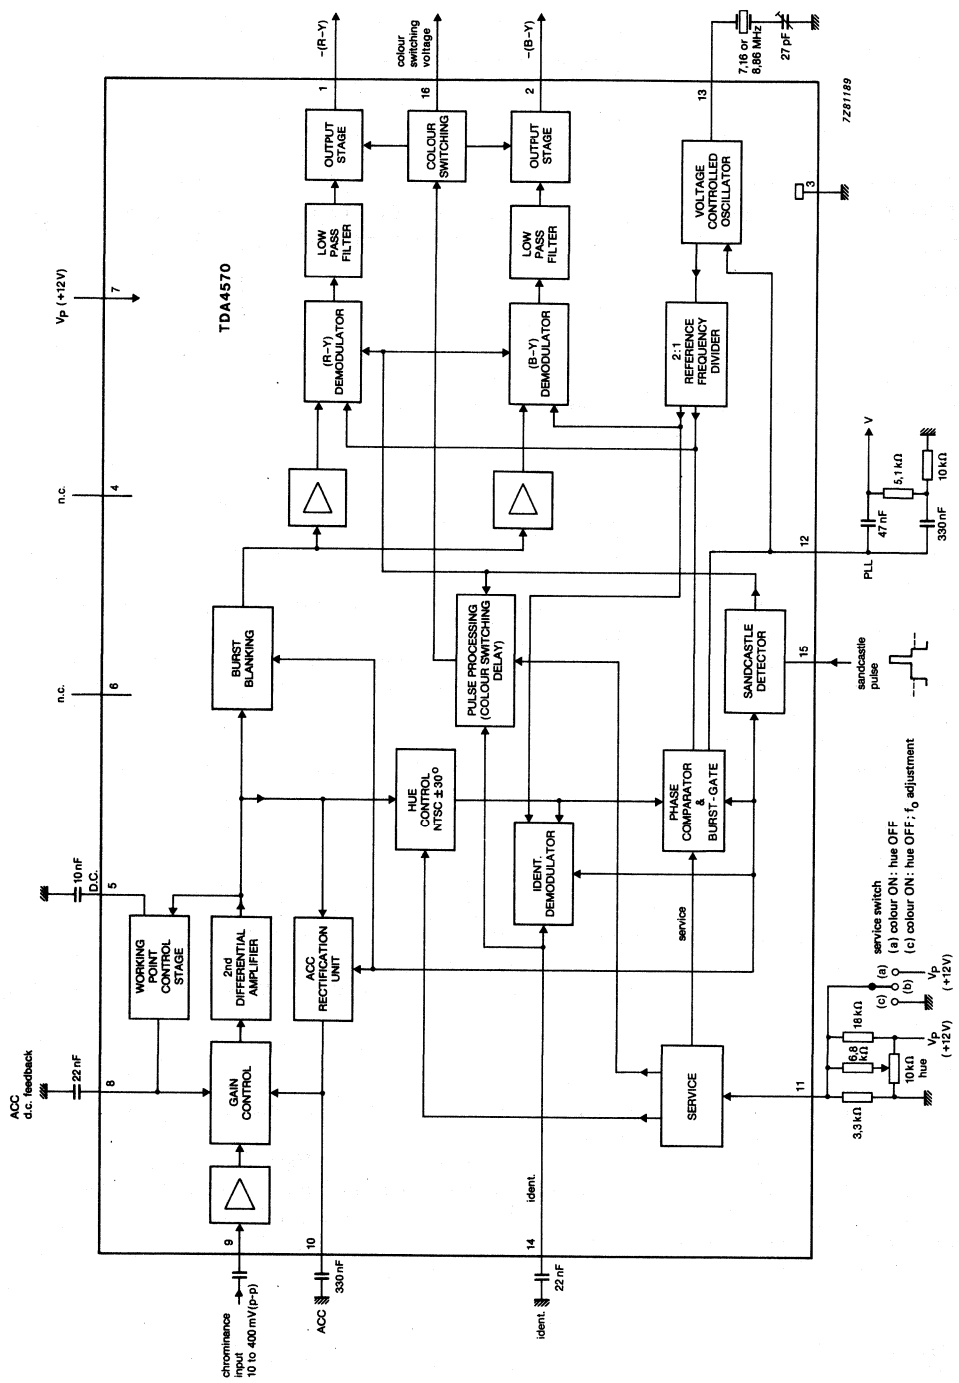 -(R-Y)
colour
switching
voltage
-(B-Y)
7,16 or
8,86 MHz
27 pF
1
16
2
13
7Z81189
OUTPUT
STAGE
COLOUR
SWITCHING
OUTPUT
STAGE
VOLTAGE
CONTROLLED
OSCILLATOR
3
LOW
PASS
FILTER
LOW
PASS
FILTER
Vp (+12V)
7
TDA4570
(R-Y)
DEMODULATOR
(B-Y)
DEMODULATOR
2:1
REFERENCE
FREQUENCY
DIVIDER
n.c.
4
V
5,1 kΩ
10 kΩ
47 nF
330 nF
12
PLL
n.c.
6
BURST
BLANKING
PULSE PROCESSING
(COLOUR SWITCHING
DELAY)
SANDCASTLE
DETECTOR
15
sandcastle
pulse
HUE
CONTROL
NTSC ±30°
PHASE
COMPARATOR
&
BURST-GATE
10 nF
D.C.
5
IDENT.
DEMODULATOR
service
WORKING
POINT
CONTROL
STAGE
2nd
DIFFERENTIAL
AMPLIFIER
ACC
RECTIFICATION
UNIT
service switch
(a) colour ON: hue OFF
(c) colour ON: hue OFF; fo adjustment
(a)
(b)
(c)
Vp
(+12V)
ACC
d.c. feedback
22 nF
8
GAIN
CONTROL
SERVICE
11
18 kΩ
6,8
kΩ
3,3 kΩ
10 kΩ
hue
Vp
(+12V)
ident.
9
10
14
chrominance
input
10 to 400 mV(p-p)
330 nF
ACC
22 nF
ident.